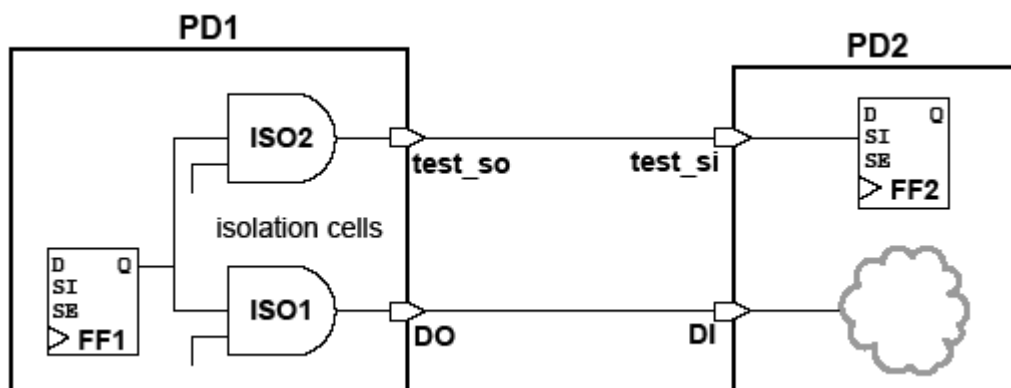 PD1
PD2
ISO2
D Q
SI
SE
FF2
test_so
test_si
isolation cells
D Q
SI
SE
FF1
ISO1
DO
DI